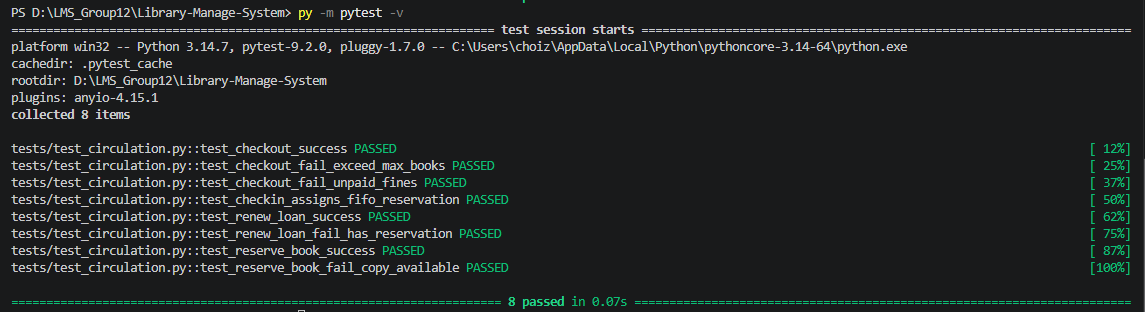 PS D:\LMS_Group12\Library-Manage-System> py -m pytest -v
============================= test session starts =============================
platform win32 -- Python 3.14.7, pytest-9.2.0, pluggy-1.7.0 -- C:\Users\choiz\AppData\Local\Python\pythoncore-3.14-64\python.exe
cachedir: .pytest_cache
rootdir: D:\LMS_Group12\Library-Manage-System
plugins: anyio-4.15.1
collected 8 items
tests/test_circulation.py::test_checkout_success PASSED [ 12%]
tests/test_circulation.py::test_checkout_fail_exceed_max_books PASSED [ 25%]
tests/test_circulation.py::test_checkout_fail_unpaid_fines PASSED [ 37%]
tests/test_circulation.py::test_checkin_assigns_fifo_reservation PASSED [ 50%]
tests/test_circulation.py::test_renew_loan_success PASSED [ 62%]
tests/test_circulation.py::test_renew_loan_fail_has_reservation PASSED [ 75%]
tests/test_circulation.py::test_reserve_book_success PASSED [ 87%]
tests/test_circulation.py::test_reserve_book_fail_copy_available PASSED [100%]
============================= 8 passed in 0.07s =============================